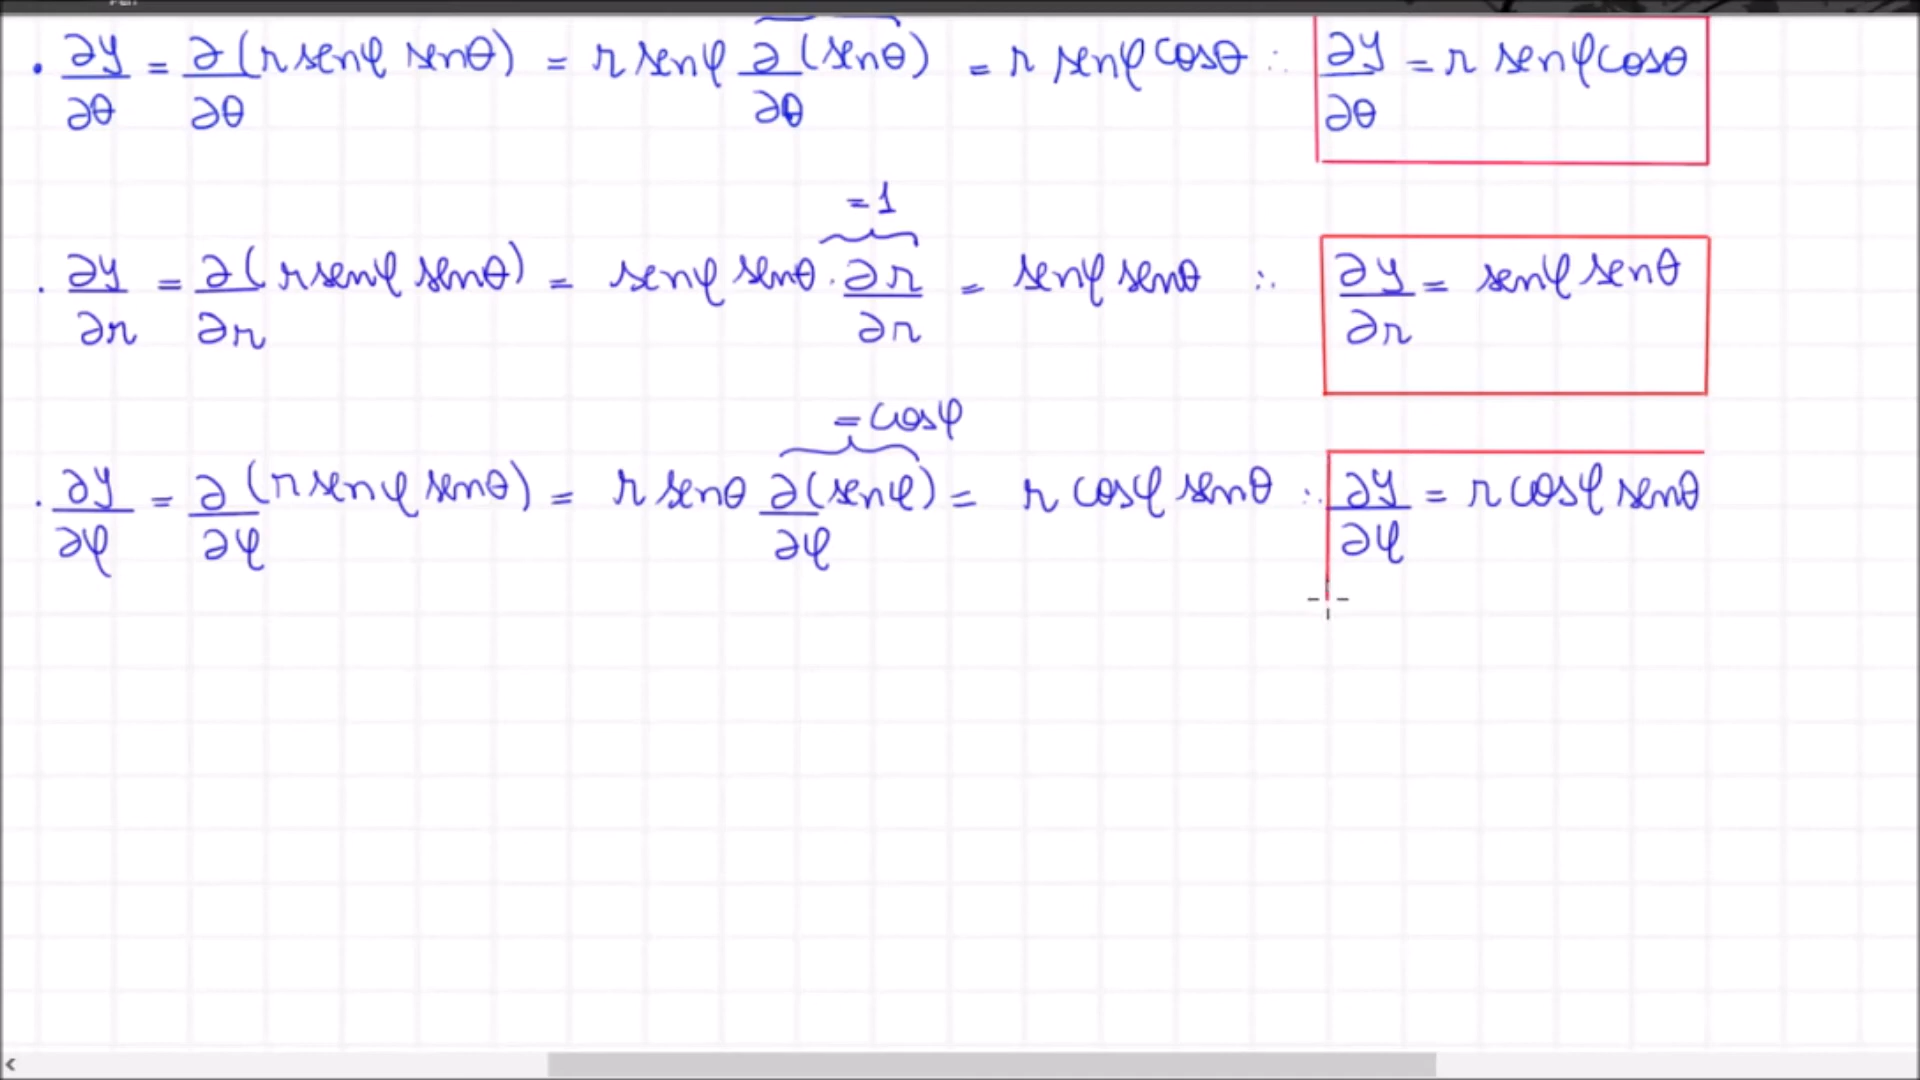 . ∂y/∂θ = ∂/∂θ (r senφ senθ) = r senφ ∂/∂θ (senθ) = r senφ cosθ ∴ ∂y/∂θ = r senφ cosθ
= 1
. ∂y/∂r = ∂/∂r (r senφ senθ) = senφ senθ . ∂r/∂r = senφ senθ ∴ ∂y/∂r = senφ senθ
= cosφ
. ∂y/∂φ = ∂/∂φ (r senφ senθ) = r senθ ∂/∂φ (senφ) = r cosφ senθ ∴ ∂y/∂φ = r cosφ senθ